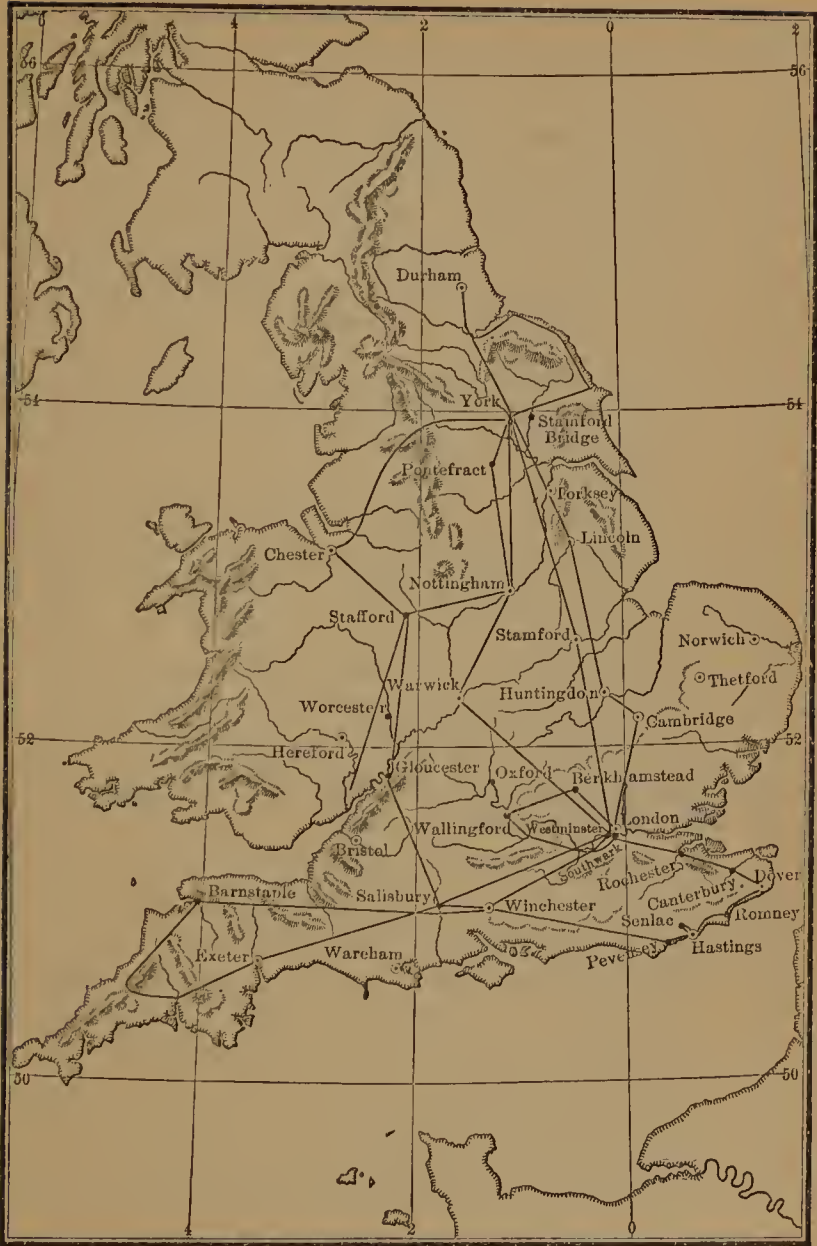 4 2 0 2
56 56
Durham
York
54 54
Stamford
Bridge
Pontefract
Torksey
Lincoln
Chester
Nottingham
Stafford
Stamford
Norwich
Warwick
Huntingdon
Thetford
Worcester
Cambridge
52 52
Hereford
Gloucester
Oxford
Berkhamstead
London
Wallingford
Westminster
Bristol
Southwark
Rochester
Dover
Barnstaple
Salisbury
Canterbury
Winchester
Romney
Senlac
Exeter
Wareham
Pevensey
Hastings
50 50
4 2 0